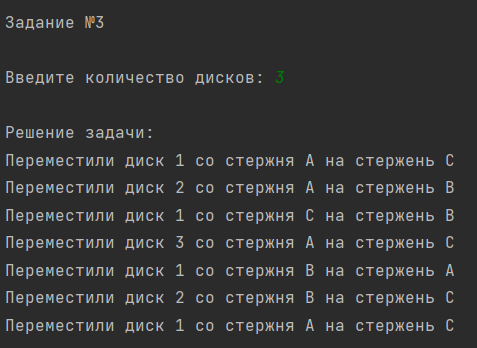 Задание №3
Введите количество дисков: 3
Решение задачи:
Переместили диск 1 со стержня A на стержень C
Переместили диск 2 со стержня A на стержень B
Переместили диск 1 со стержня C на стержень B
Переместили диск 3 со стержня A на стержень C
Переместили диск 1 со стержня B на стержень A
Переместили диск 2 со стержня B на стержень C
Переместили диск 1 со стержня A на стержень C